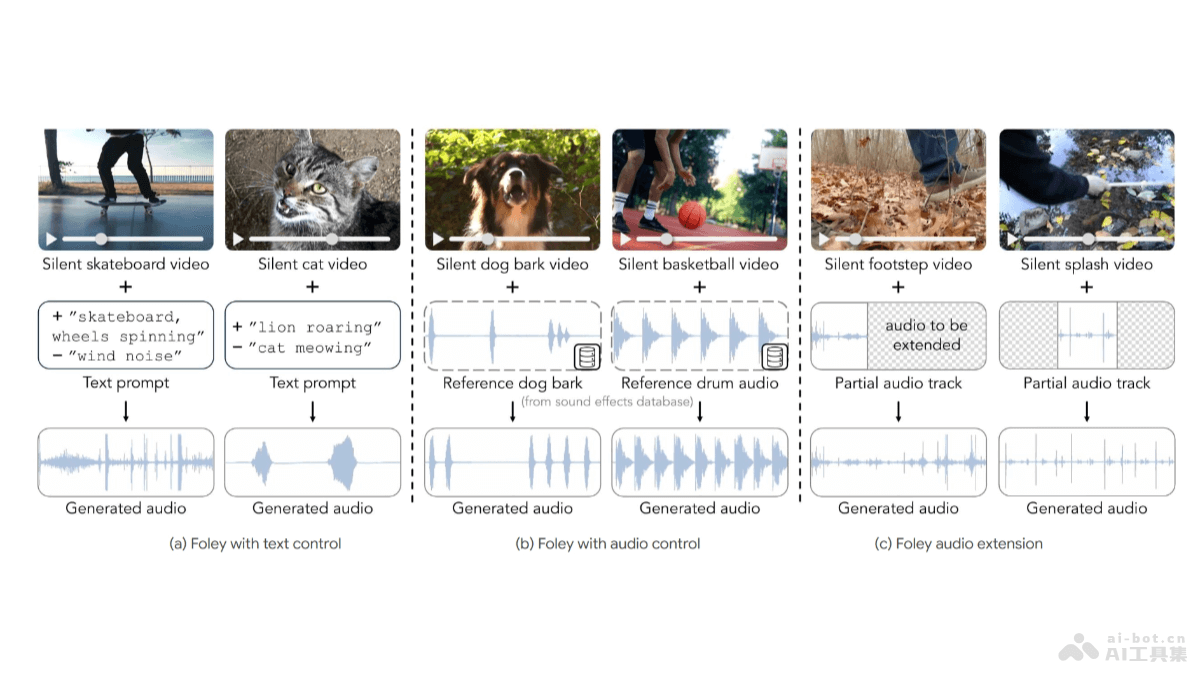 Silent skateboard video
Silent cat video
Silent dog bark video
Silent basketball video
Silent footstep video
Silent splash video
+
+
+
+
+
+
+ ”skateboard,
wheels spinning”
− ”wind noise”
+ ”lion roaring”
− ”cat meowing”
audio to be
extended
Text prompt
Text prompt
Reference dog bark
Reference drum audio
(from sound effects database)
Partial audio track
Partial audio track
Generated audio
Generated audio
Generated audio
Generated audio
Generated audio
Generated audio
(a) Foley with text control
(b) Foley with audio control
(c) Foley audio extension
ai-bot.cn
AI工具集